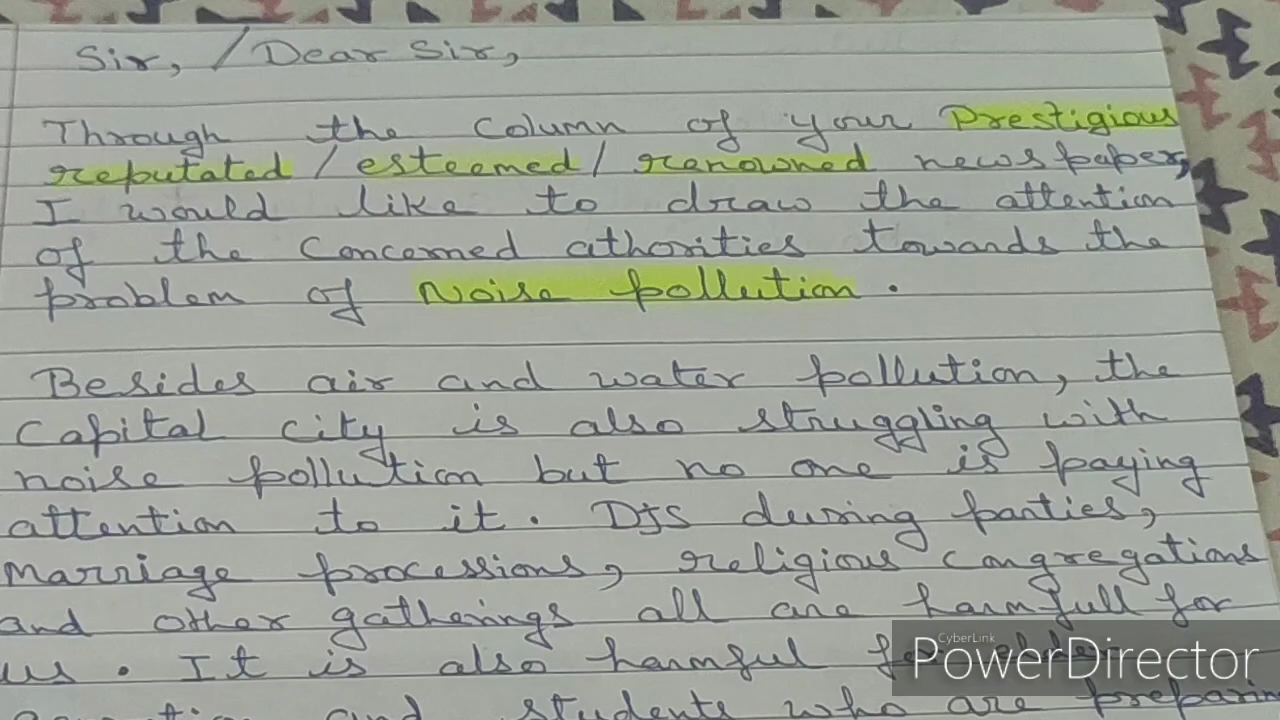 Sir, / Dear Sir,
Through the column of your Prestigious
reputated / esteemed / renowned newspaper,
I would like to draw the attention
of the concerned athorities towards the
problem of Noise pollution.
Besides air and water pollution, the
Capital city is also struggling with
noise pollution but no one is paying
attention to it. DJS during parties,
Marriage processions, religious congregations
and other gatherings all are harmfull for
us. It is also harmful for
and students who are preparin
CyberLink
PowerDirector